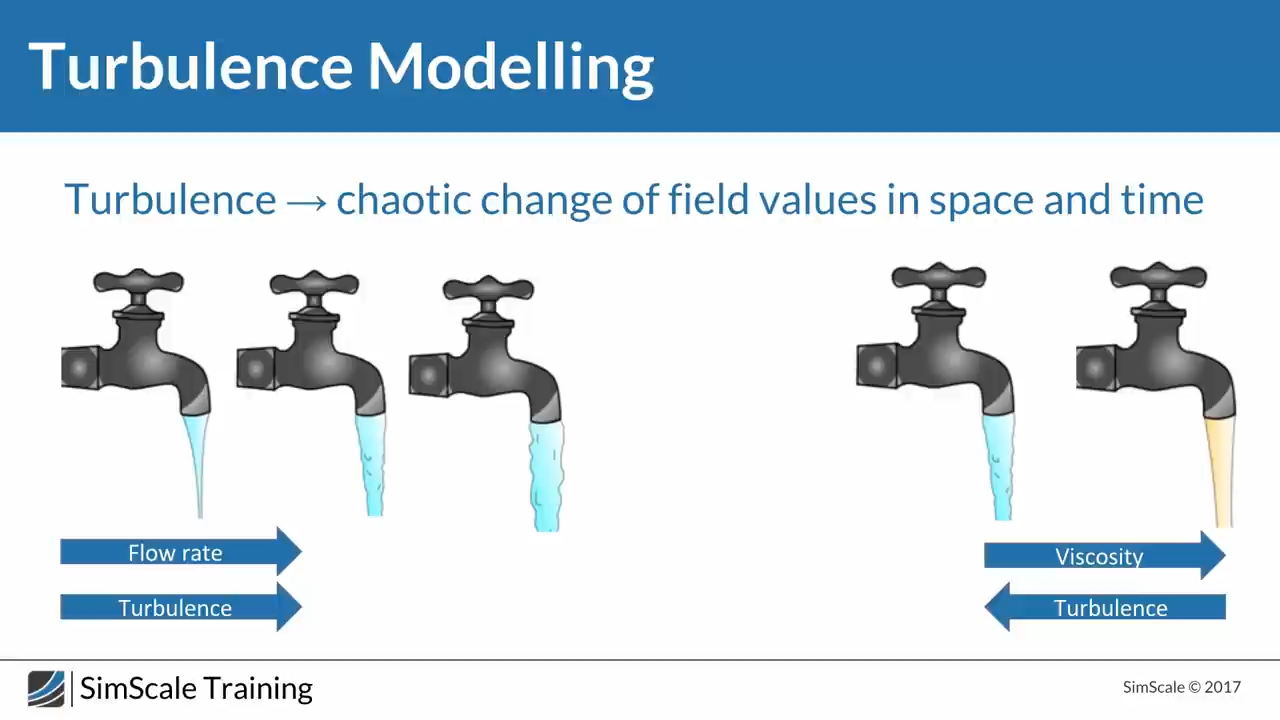 Turbulence Modelling
Turbulence → chaotic change of field values in space and time
Flow rate
Turbulence
Viscosity
Turbulence
SimScale Training
SimScale © 2017